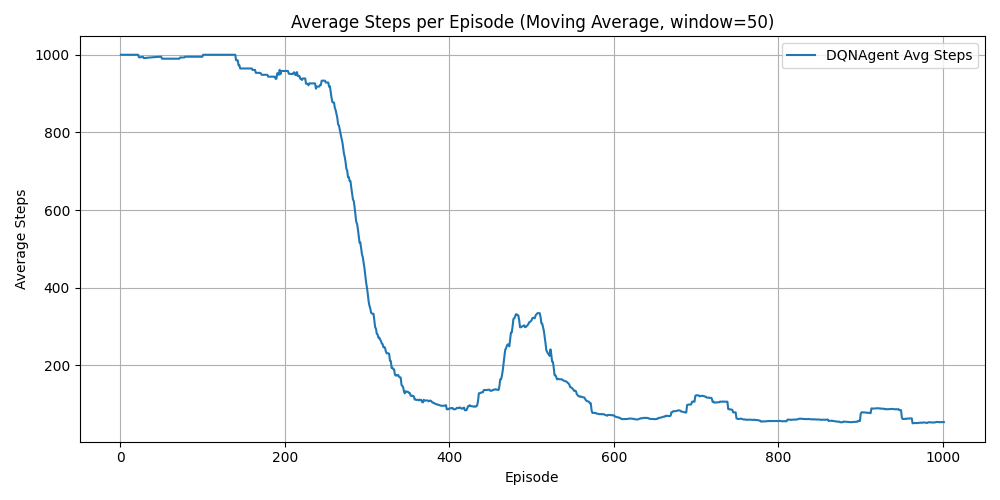 Average Steps per Episode (Moving Average, window=50)
DQNAgent Avg Steps
Average Steps
1000
800
600
400
200
0
200
400
600
800
1000
Episode